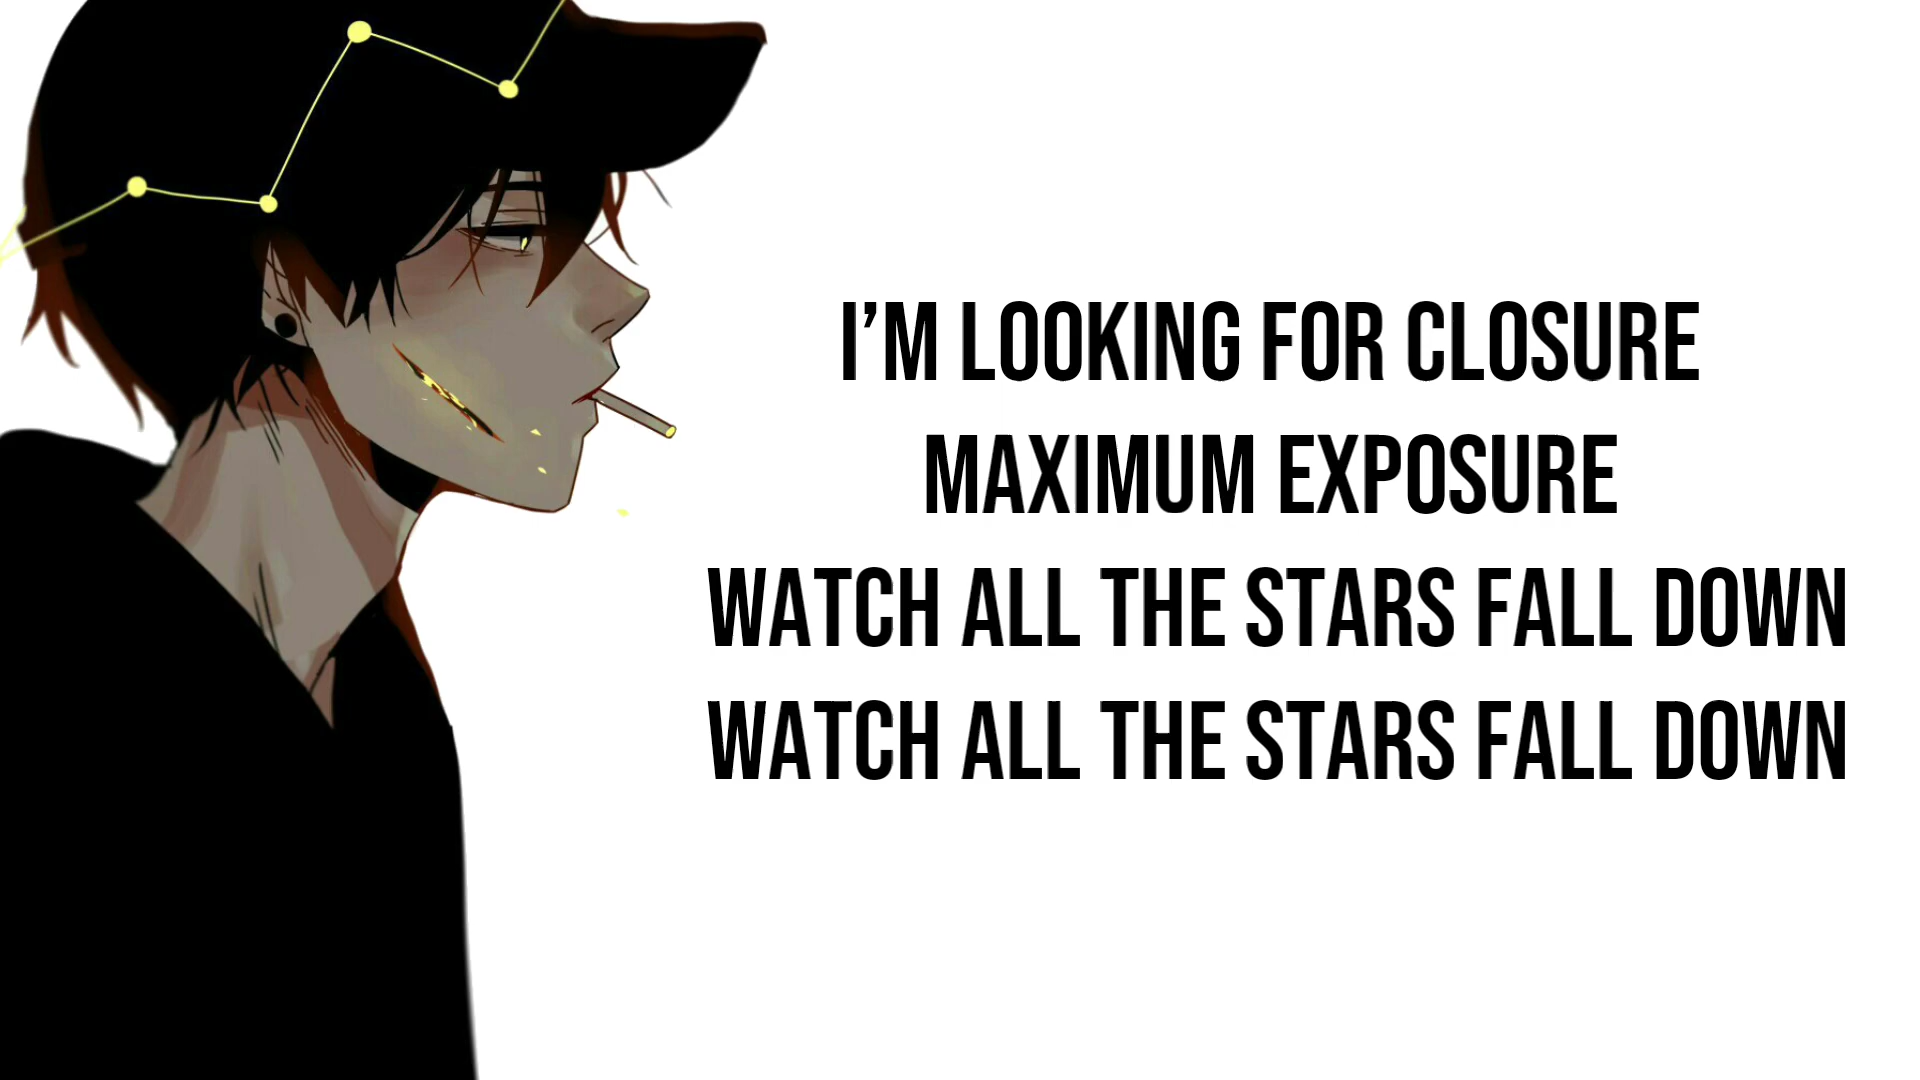 I’M LOOKING FOR CLOSURE
MAXIMUM EXPOSURE
WATCH ALL THE STARS FALL DOWN
WATCH ALL THE STARS FALL DOWN